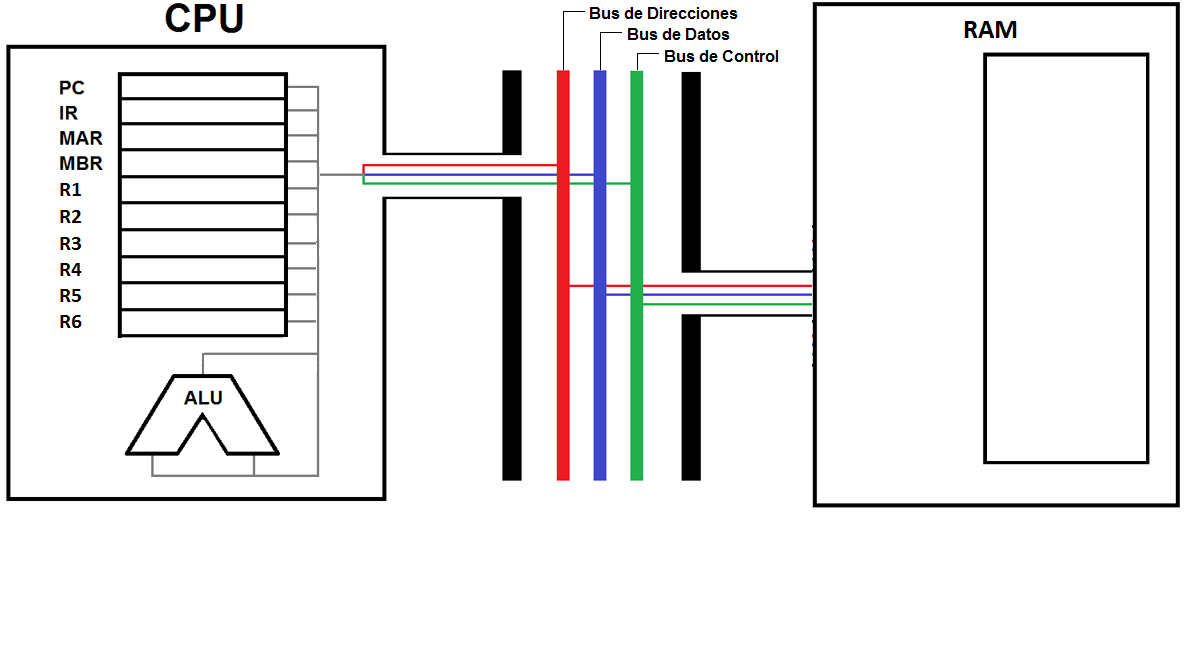 CPU
Bus de Direcciones
Bus de Datos
Bus de Control
RAM
PC
IR
MAR
MBR
R1
R2
R3
R4
R5
R6
ALU